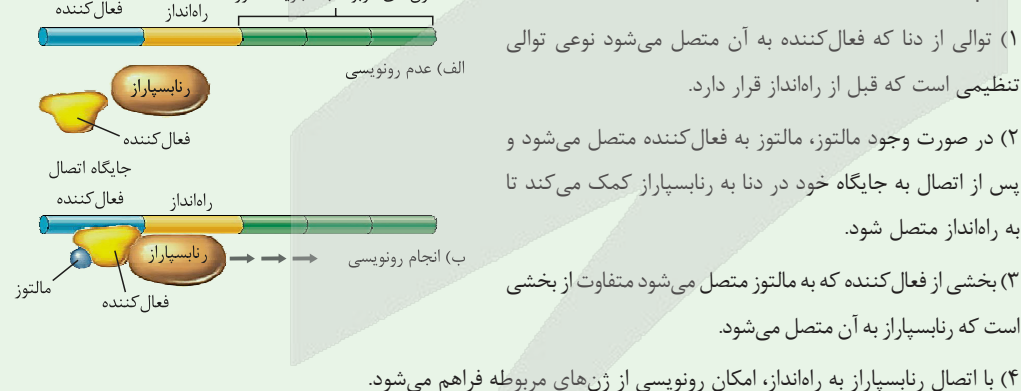 فعال‌کننده
راه‌انداز
الف) عدم رونویسی
رنابسپاراز
فعال‌کننده
جایگاه اتصال
فعال‌کننده
راه‌انداز
رنابسپاراز
ب) انجام رونویسی
مالتوز
فعال‌کننده
۱) توالی از دنا که فعال‌کننده به آن متصل می‌شود نوعی توالی
تنظیمی است که قبل از راه‌انداز قرار دارد.
۲) در صورت وجود مالتوز، مالتوز به فعال‌کننده متصل می‌شود و
پس از اتصال به جایگاه خود در دنا به رنابسپاراز کمک می‌کند تا
به راه‌انداز متصل شود.
۳) بخشی از فعال‌کننده که به مالتوز متصل می‌شود متفاوت از بخشی
است که رنابسپاراز به آن متصل می‌شود.
۴) با اتصال رنابسپاراز به راه‌انداز، امکان رونویسی از ژن‌های مربوطه فراهم می‌شود.